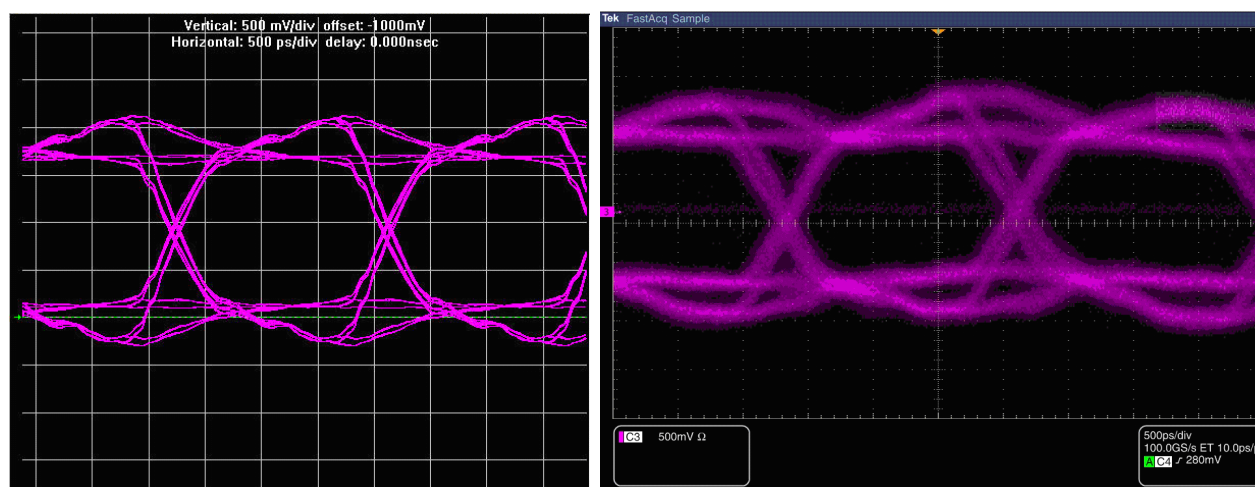 Vertical: 500 mV/div offset: -1000mV
Horizontal: 500 ps/div delay: 0.000nsec
Tek FastAcq Sample
3
C3 500mV Ω
500ps/div
100.0GS/s ET 10.0ps/p
A C4 ∫ 280mV